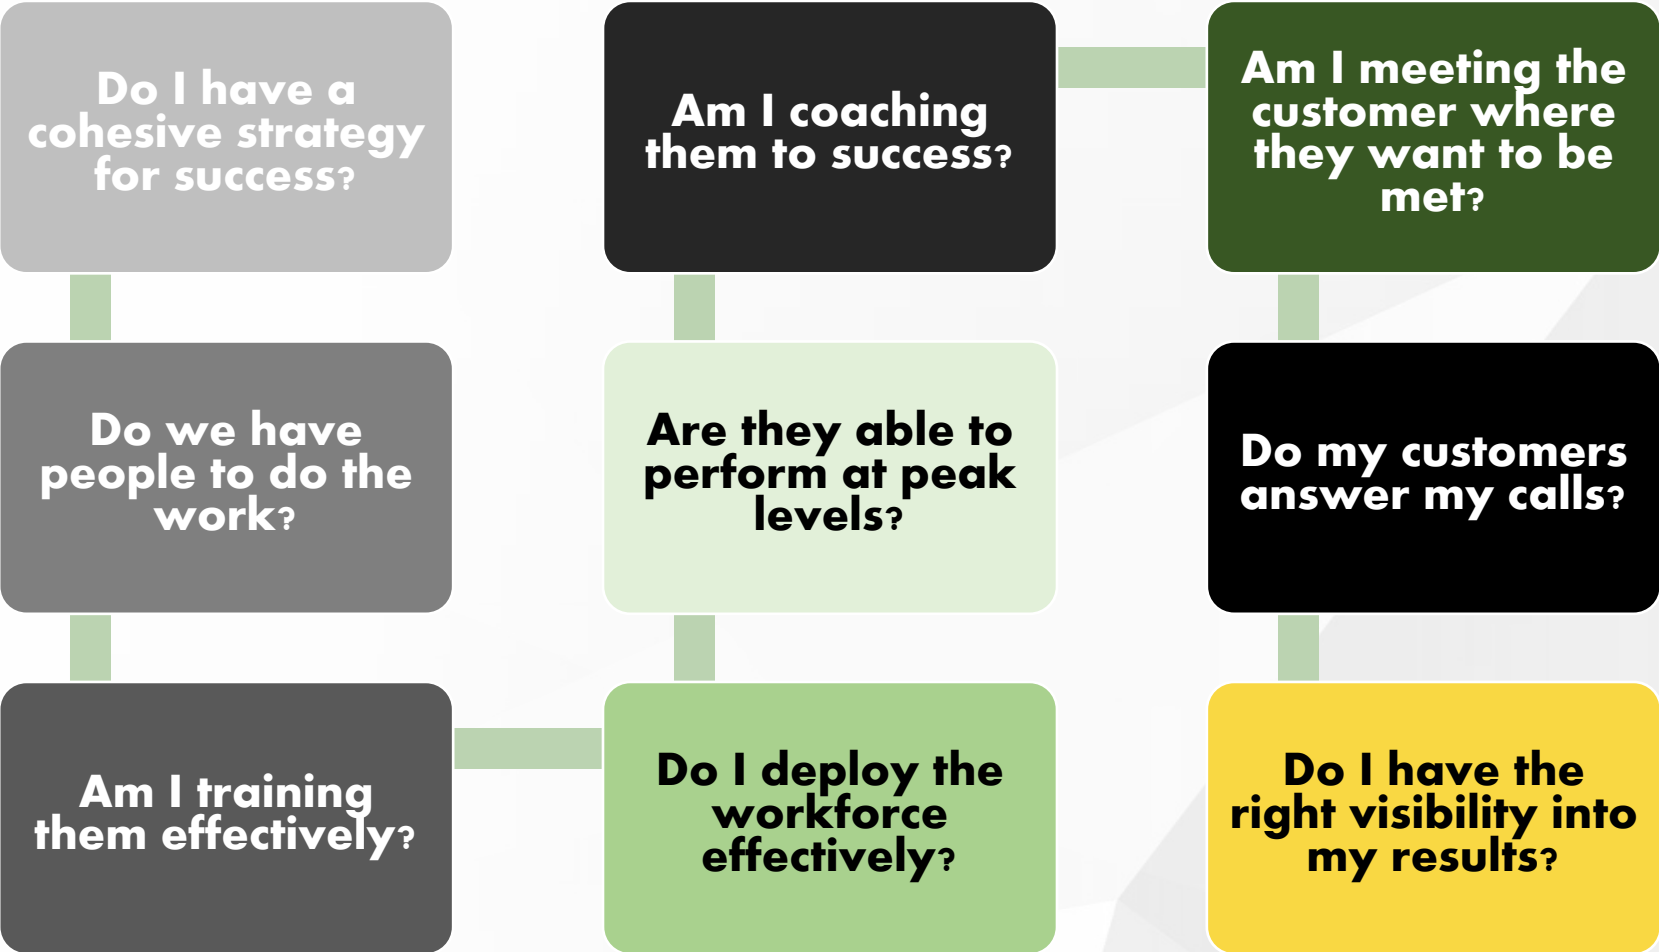 Do I have a
cohesive strategy
for success?
Do we have
people to do the
work?
Am I training
them effectively?
Do I deploy the
workforce
effectively?
Are they able to
perform at peak
levels?
Am I coaching
them to success?
Am I meeting the
customer where
they want to be
met?
Do my customers
answer my calls?
Do I have the
right visibility into
my results?